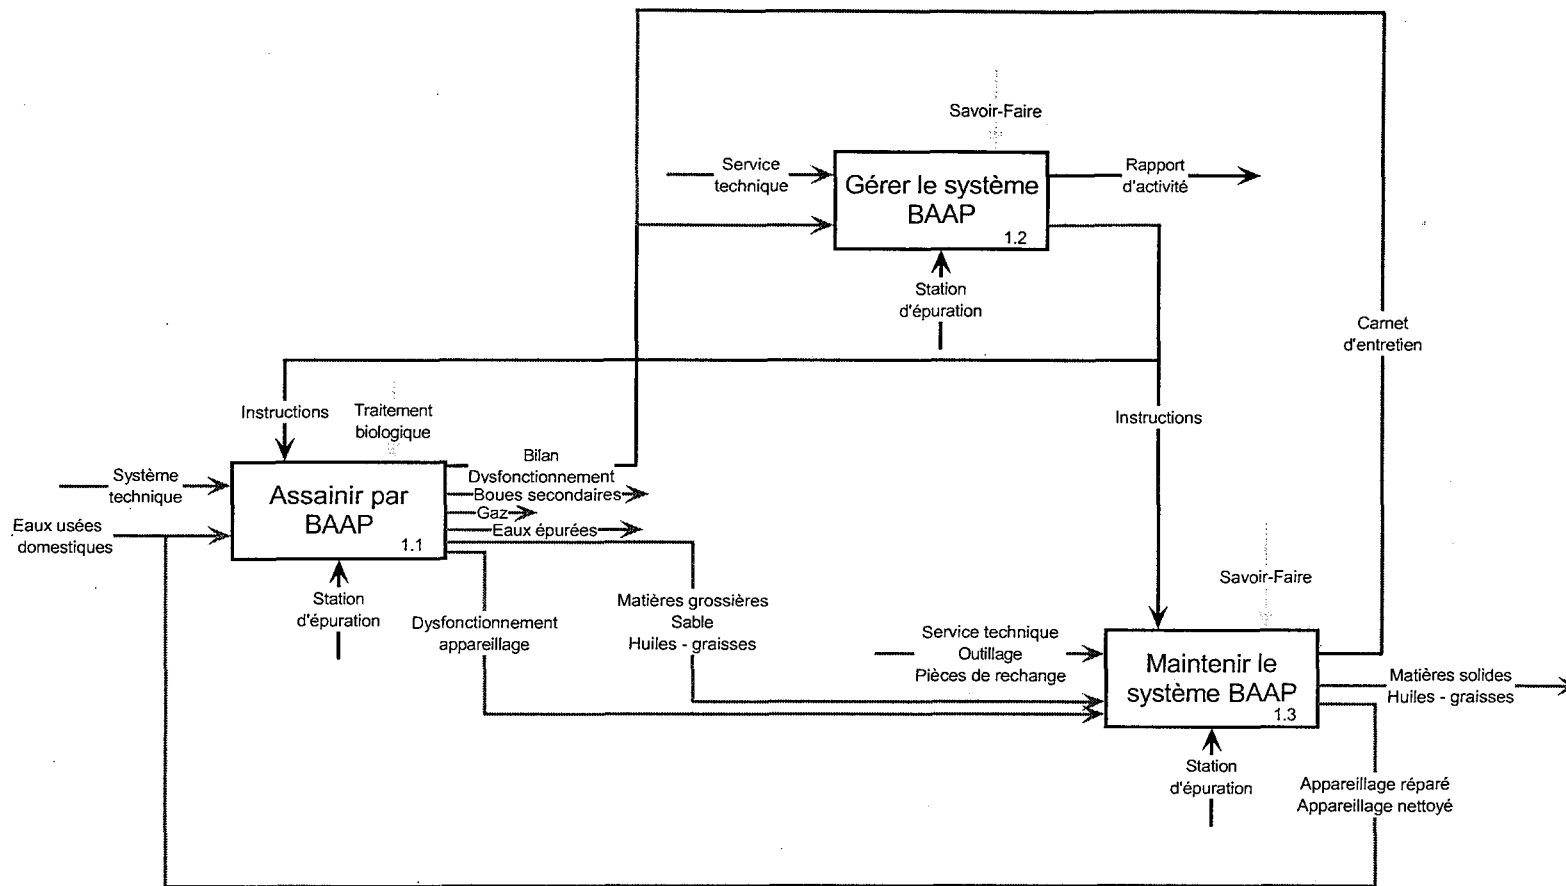 Savoir-Faire
Service
technique
Gérer le système
BAAP
1.2
Rapport
d'activité
Station
d'épuration
Carnet
d'entretien
Instructions
Traitement
biologique
Instructions
Système
technique
Eaux usées
domestiques
Assainir par
BAAP
1.1
Bilan
Dysfonctionnement
Boues secondaires
Gaz
Eaux épurées
Station
d'épuration
Dysfonctionnement
appareillage
Matières grossières
Sable
Huiles - graisses
Savoir-Faire
Service technique
Outillage
Pièces de rechange
Maintenir le
système BAAP
1.3
Matières solides
Huiles - graisses
Station
d'épuration
Appareillage réparé
Appareillage nettoyé